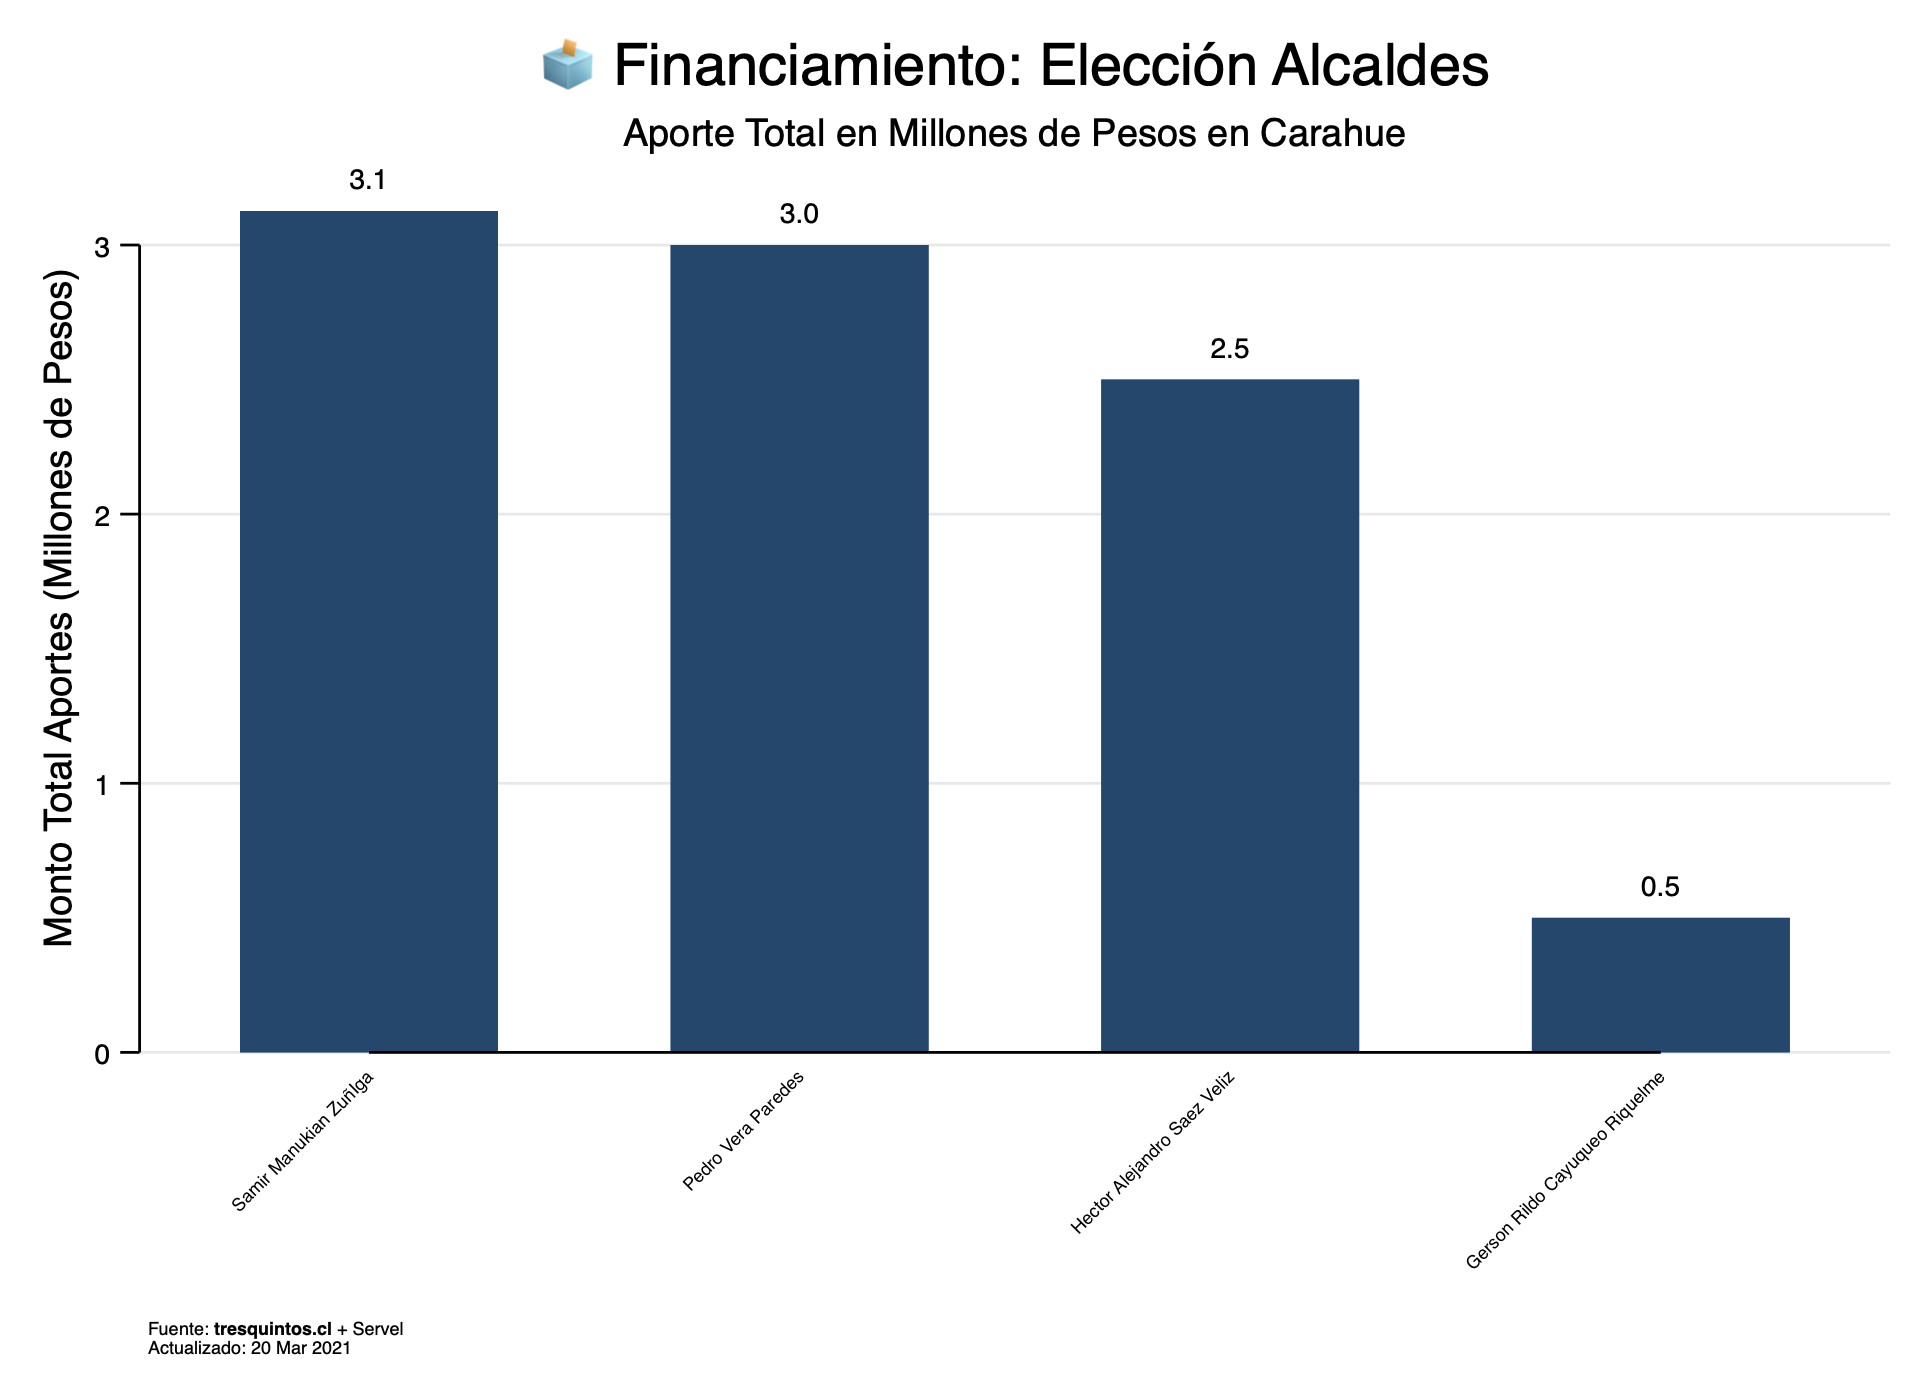 Financiamiento: Elección Alcaldes
Aporte Total en Millones de Pesos en Carahue
Monto Total Aportes (Millones de Pesos)
3
2
1
0
3.1
3.0
2.5
0.5
Samir Manukian Zuñlga
Pedro Vera Paredes
Hector Alejandro Saez Veliz
Gerson Rildo Cayuqueo Riquelme
Fuente: tresquintos.cl + Servel
Actualizado: 20 Mar 2021